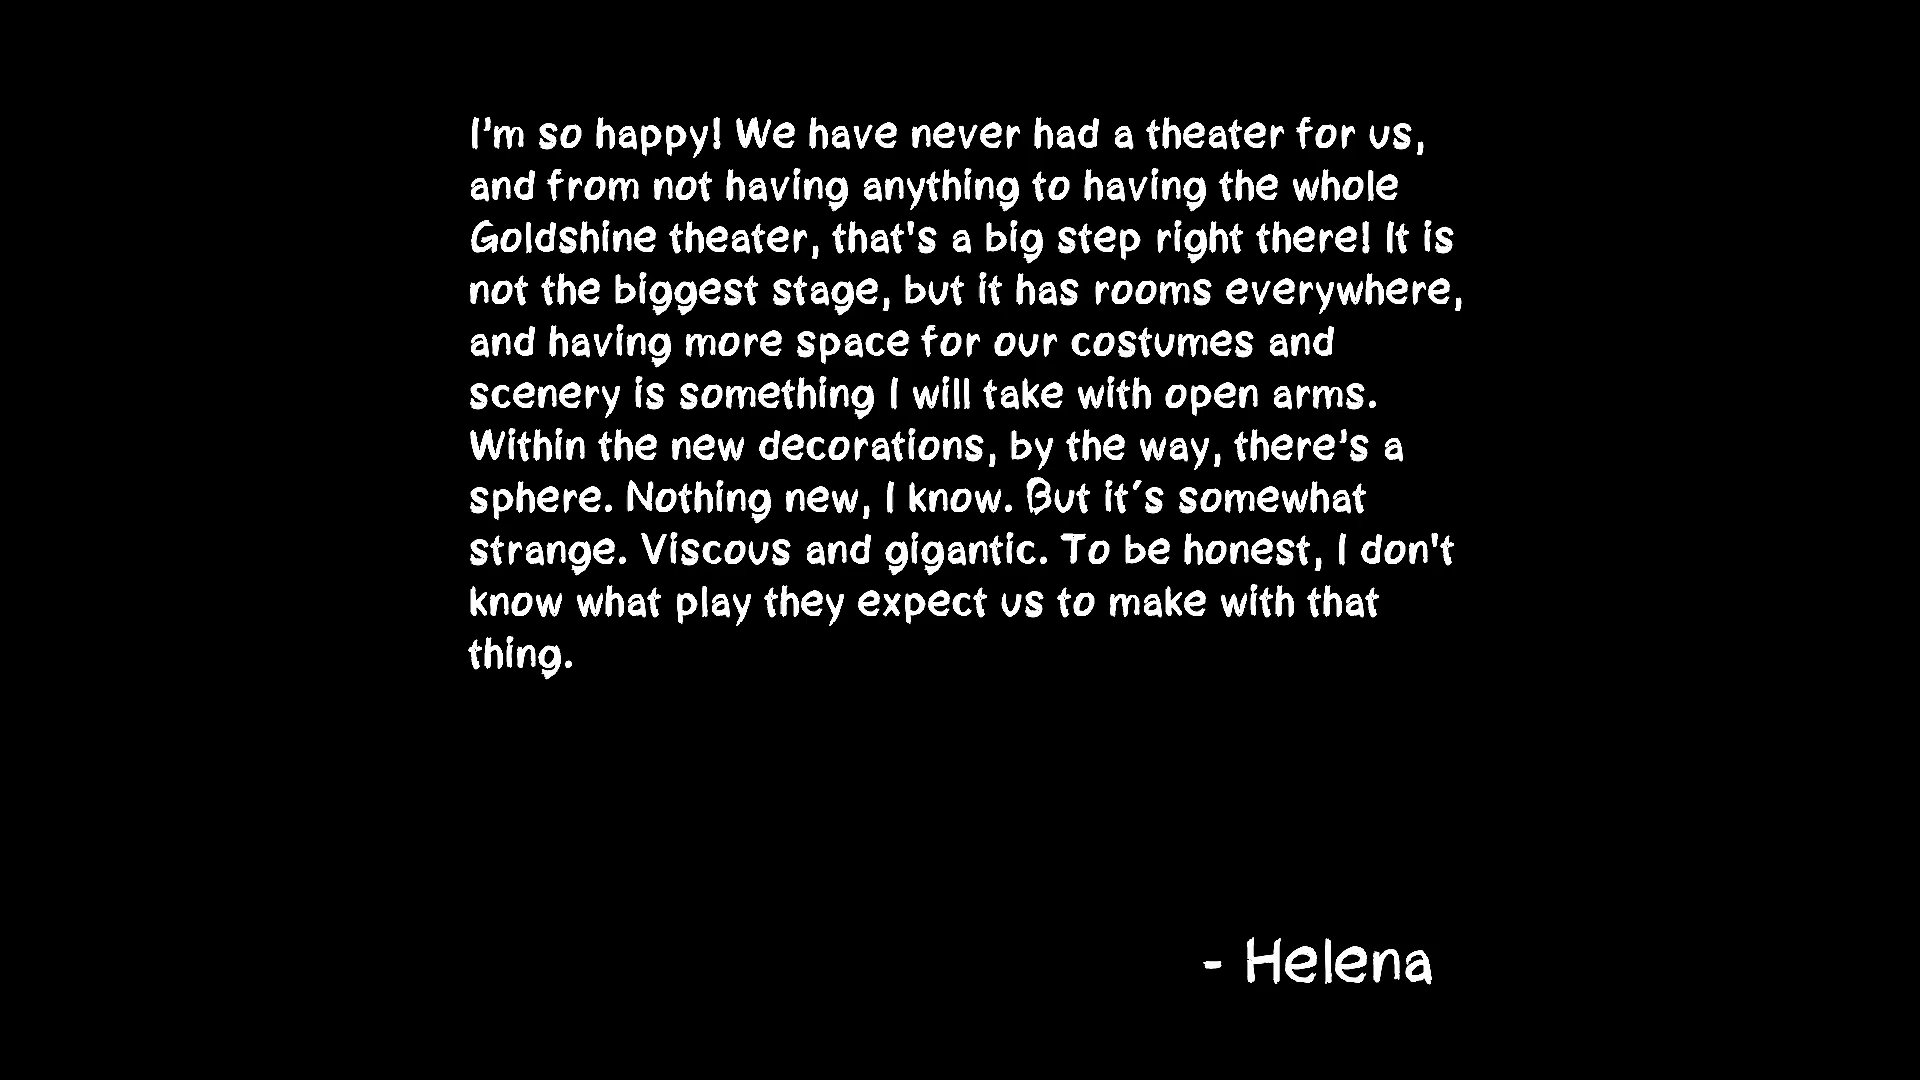 I'm so happy! We have never had a theater for us,
and from not having anything to having the whole
Goldshine theater, that's a big step right there! It is
not the biggest stage, but it has rooms everywhere,
and having more space for our costumes and
scenery is something I will take with open arms.
Within the new decorations, by the way, there's a
sphere. Nothing new, I know. But it´s somewhat
strange. Viscous and gigantic. To be honest, I don't
know what play they expect us to make with that
thing.
- Helena